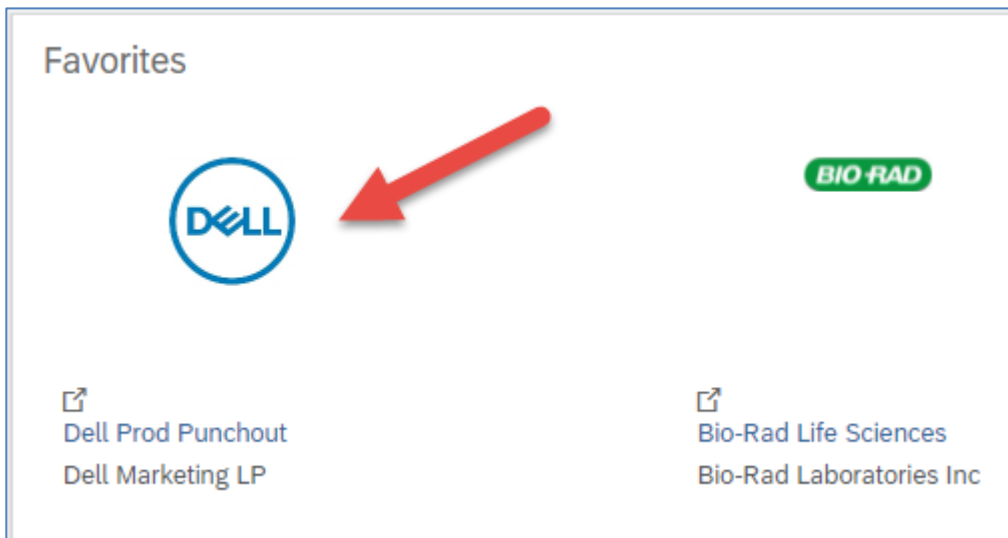 Favorites
DELL
BIO-RAD
Dell Prod Punchout
Dell Marketing LP
Bio-Rad Life Sciences
Bio-Rad Laboratories Inc